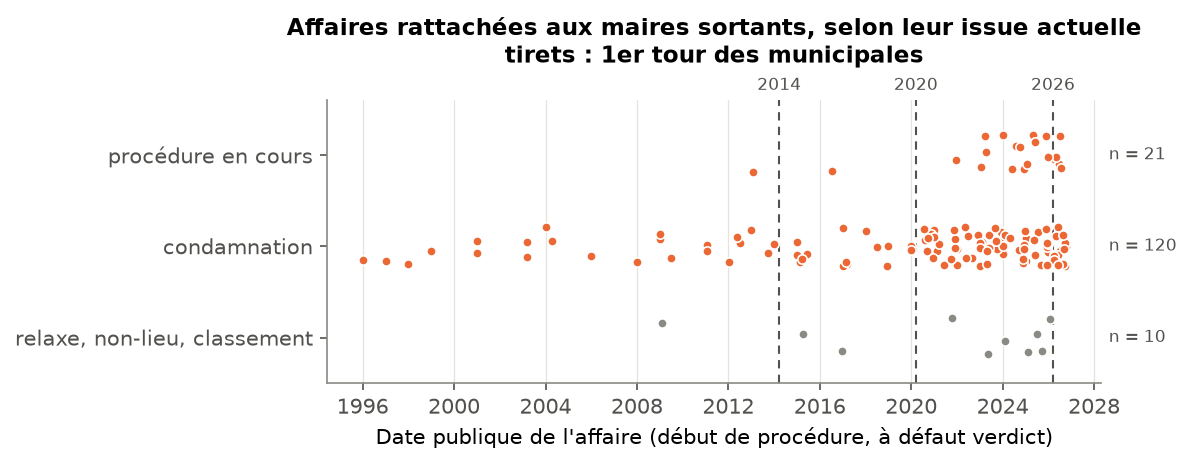 Affaires rattachées aux maires sortants, selon leur issue actuelle
tirets : 1er tour des municipales
2014 2020 2026
procédure en cours n = 21
condamnation n = 120
relaxe, non-lieu, classement n = 10
1996 2000 2004 2008 2012 2016 2020 2024 2028
Date publique de l'affaire (début de procédure, à défaut verdict)